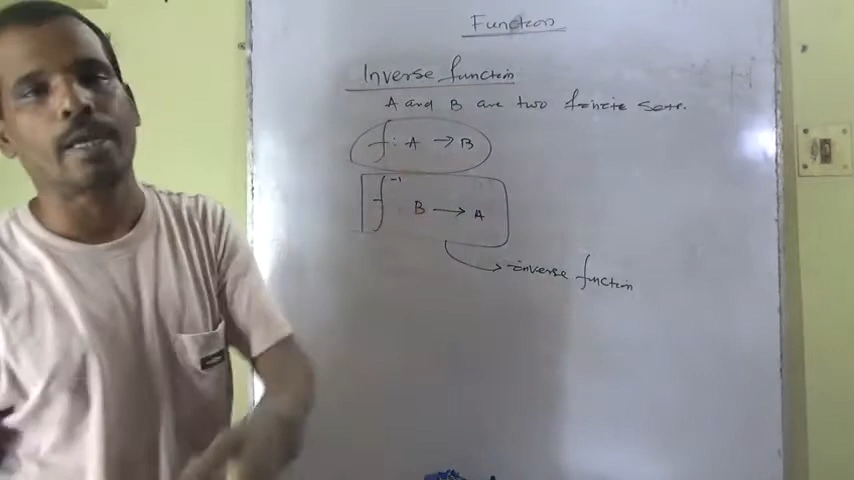 Function
Inverse function
A and B are two finite sets.
f : A → B
f⁻¹ B → A
→ inverse function